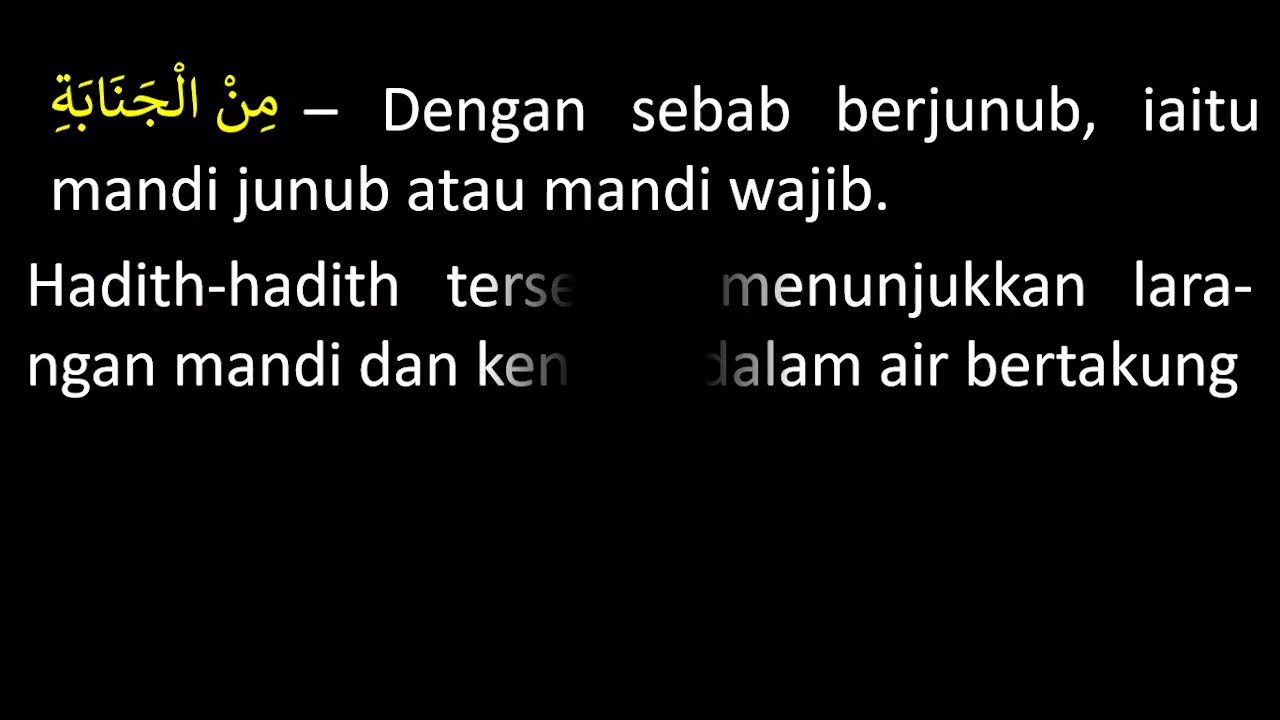 مِنْ الْجَنَابَةِ – Dengan sebab berjunub, iaitu
mandi junub atau mandi wajib.
Hadith-hadith menunjukkan lara-
ngan mandi dan dalam air bertakung